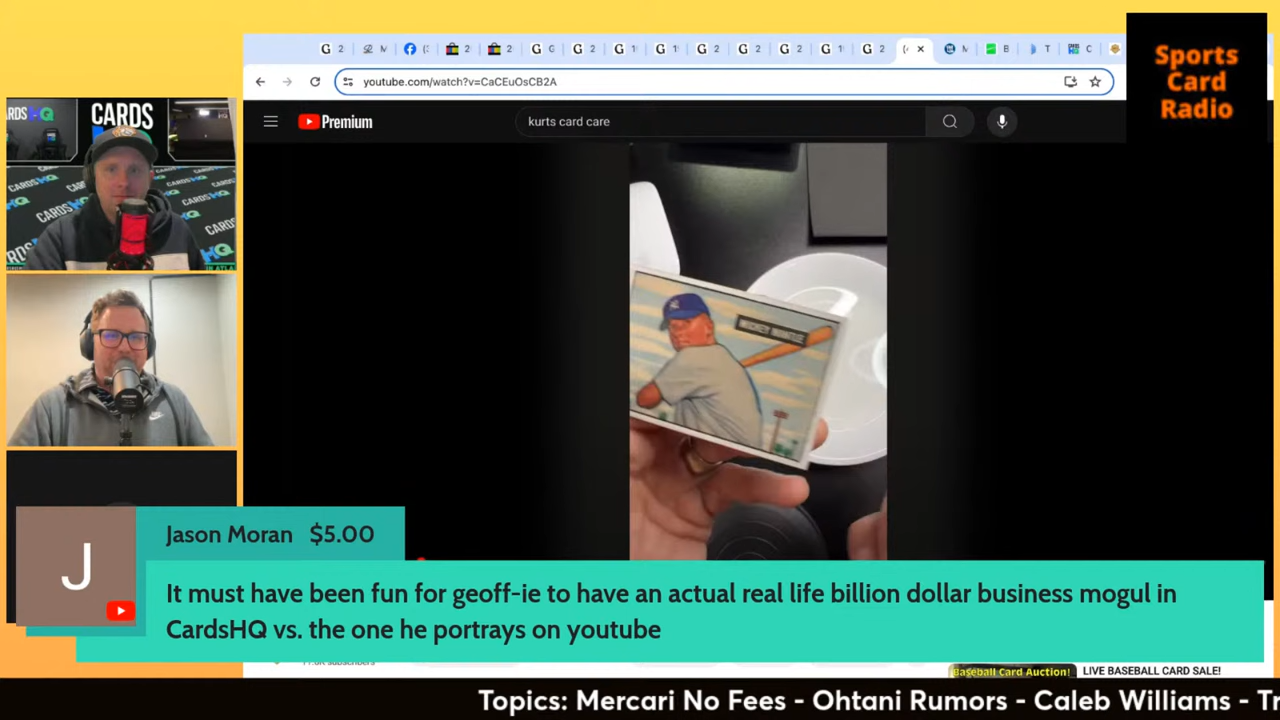 Sports
Card
Radio
youtube.com/watch?v=CaCEuOsCB2A
Premium
kurts card care
CARDS
HQ
MICKEY MANTLE
Jason Moran $5.00
J
It must have been fun for geoff-ie to have an actual real life billion dollar business mogul in
CardsHQ vs. the one he portrays on youtube
Baseball Card Auction!
LIVE BASEBALL CARD SALE!
Topics: Mercari No Fees - Ohtani Rumors - Caleb Williams - Tr